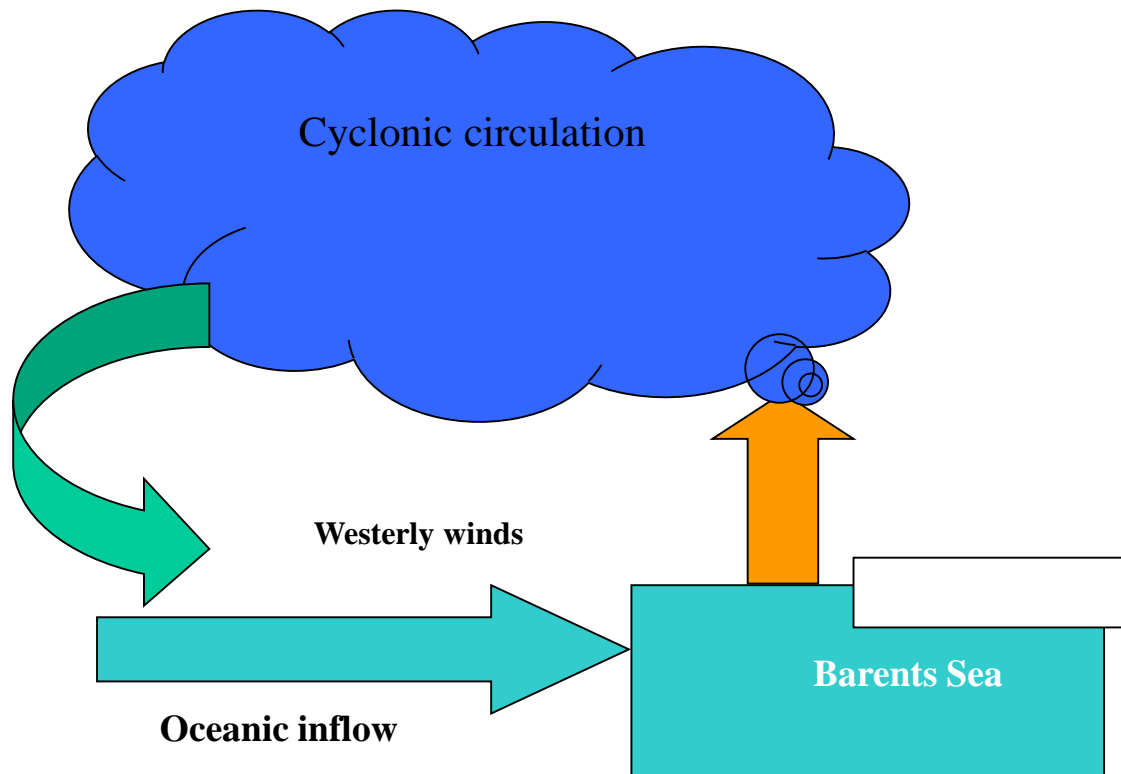 Cyclonic circulation
Westerly winds
Barents Sea
Oceanic inflow